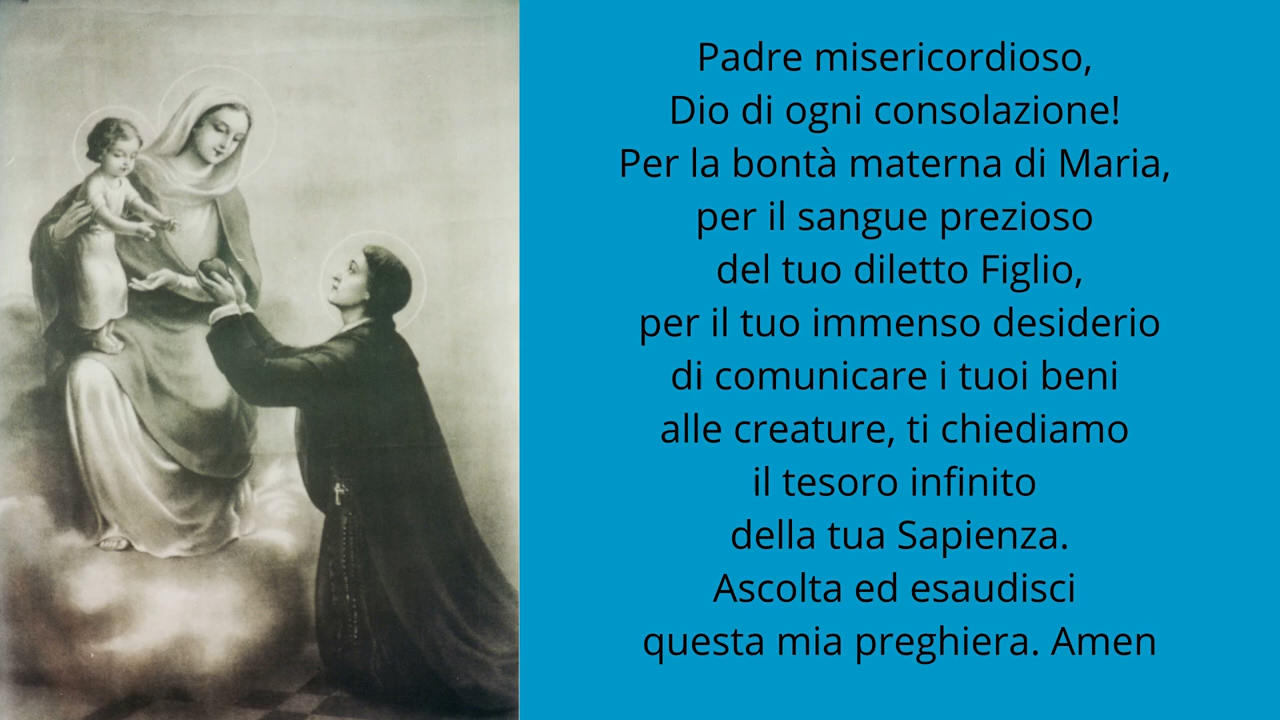 Padre misericordioso,
Dio di ogni consolazione!
Per la bontà materna di Maria,
per il sangue prezioso
del tuo diletto Figlio,
per il tuo immenso desiderio
di comunicare i tuoi beni
alle creature, ti chiediamo
il tesoro infinito
della tua Sapienza.
Ascolta ed esaudisci
questa mia preghiera. Amen